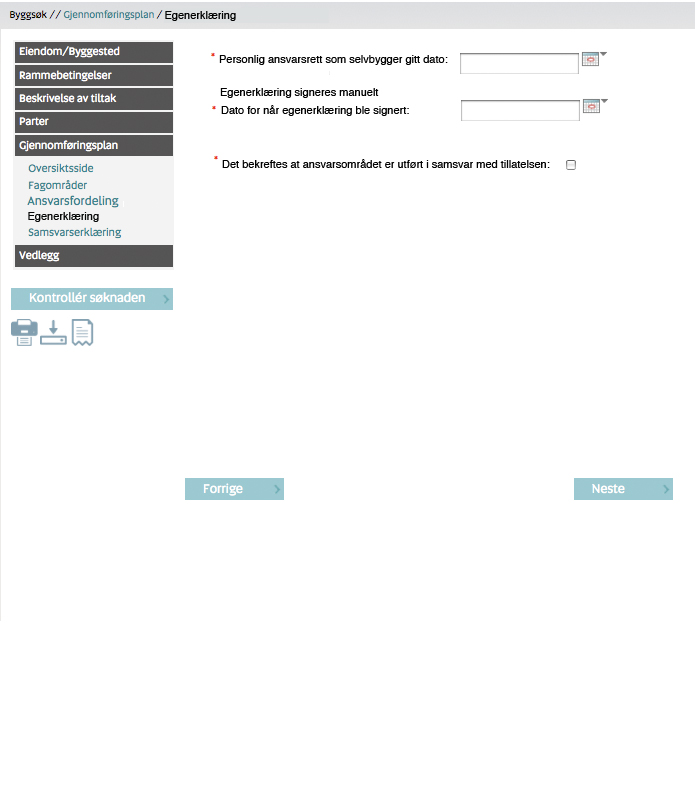 Byggsøk // Gjennomføringsplan / Egenerklæring
Eiendom/Byggested
Rammebetingelser
Beskrivelse av tiltak
Parter
Gjennomføringsplan
Oversiktsside
Fagområder
Ansvarsfordeling
Egenerklæring
Samsvarserklæring
Vedlegg
Kontrollér søknaden
* Personlig ansvarsrett som selvbygger gitt dato:
Egenerklæring signeres manuelt
* Dato for når egenerklæring ble signert:
* Det bekreftes at ansvarsområdet er utført i samsvar med tillatelsen:
Forrige
Neste